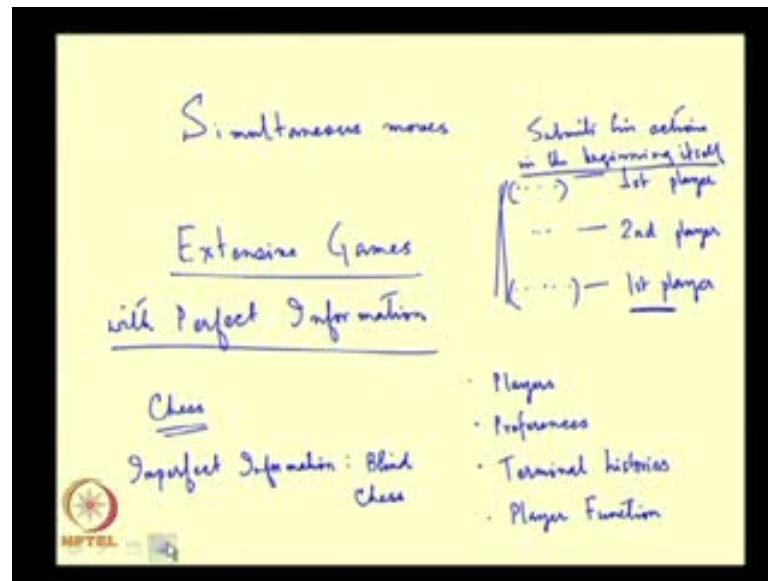 Simultaneous moves
Extensive Games
with Perfect Information
Chess
Imperfect Information : Blind
Chess
Submits his actions
in the beginning itself
(· · ·) — 1st player
· · — 2nd player
(· · · ·) — 1st player
· Players
· Preferences
· Terminal histories
· Player Function
NPTEL